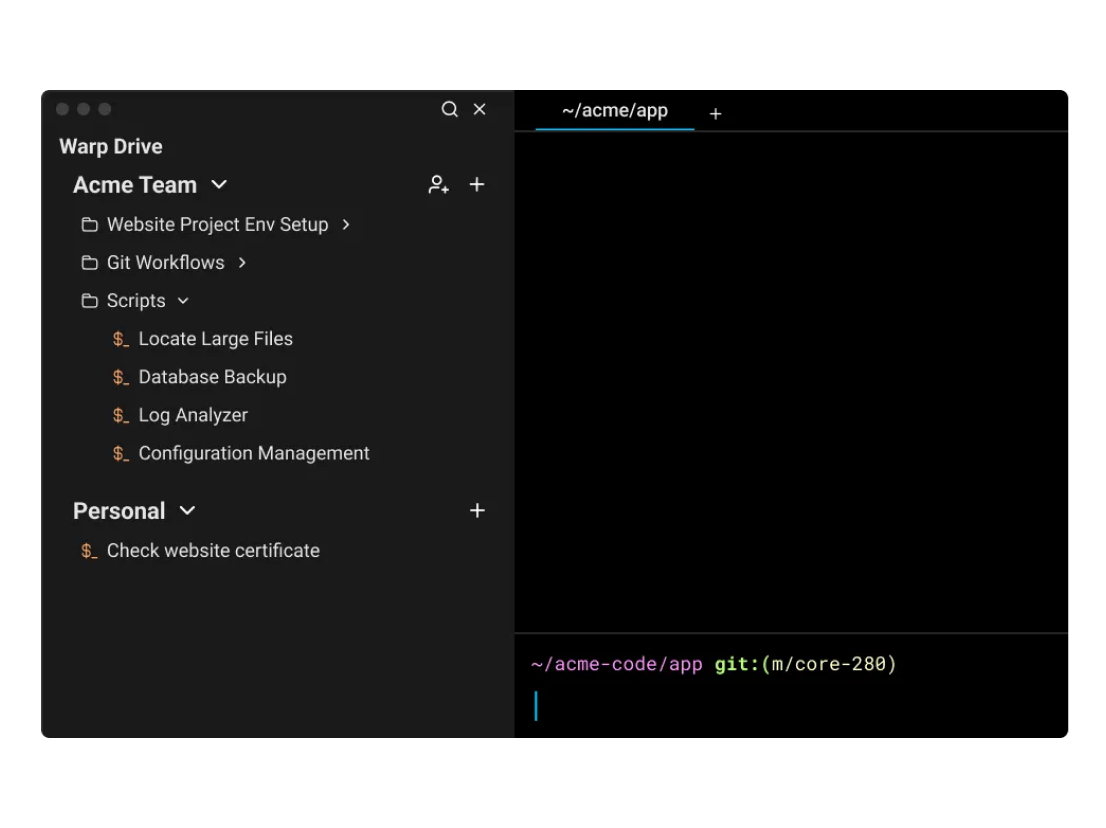 Warp Drive
Acme Team
Website Project Env Setup
Git Workflows
Scripts
$_ Locate Large Files
$_ Database Backup
$_ Log Analyzer
$_ Configuration Management
Personal
$_ Check website certificate
~/acme/app +
~/acme-code/app git:(m/core-280)